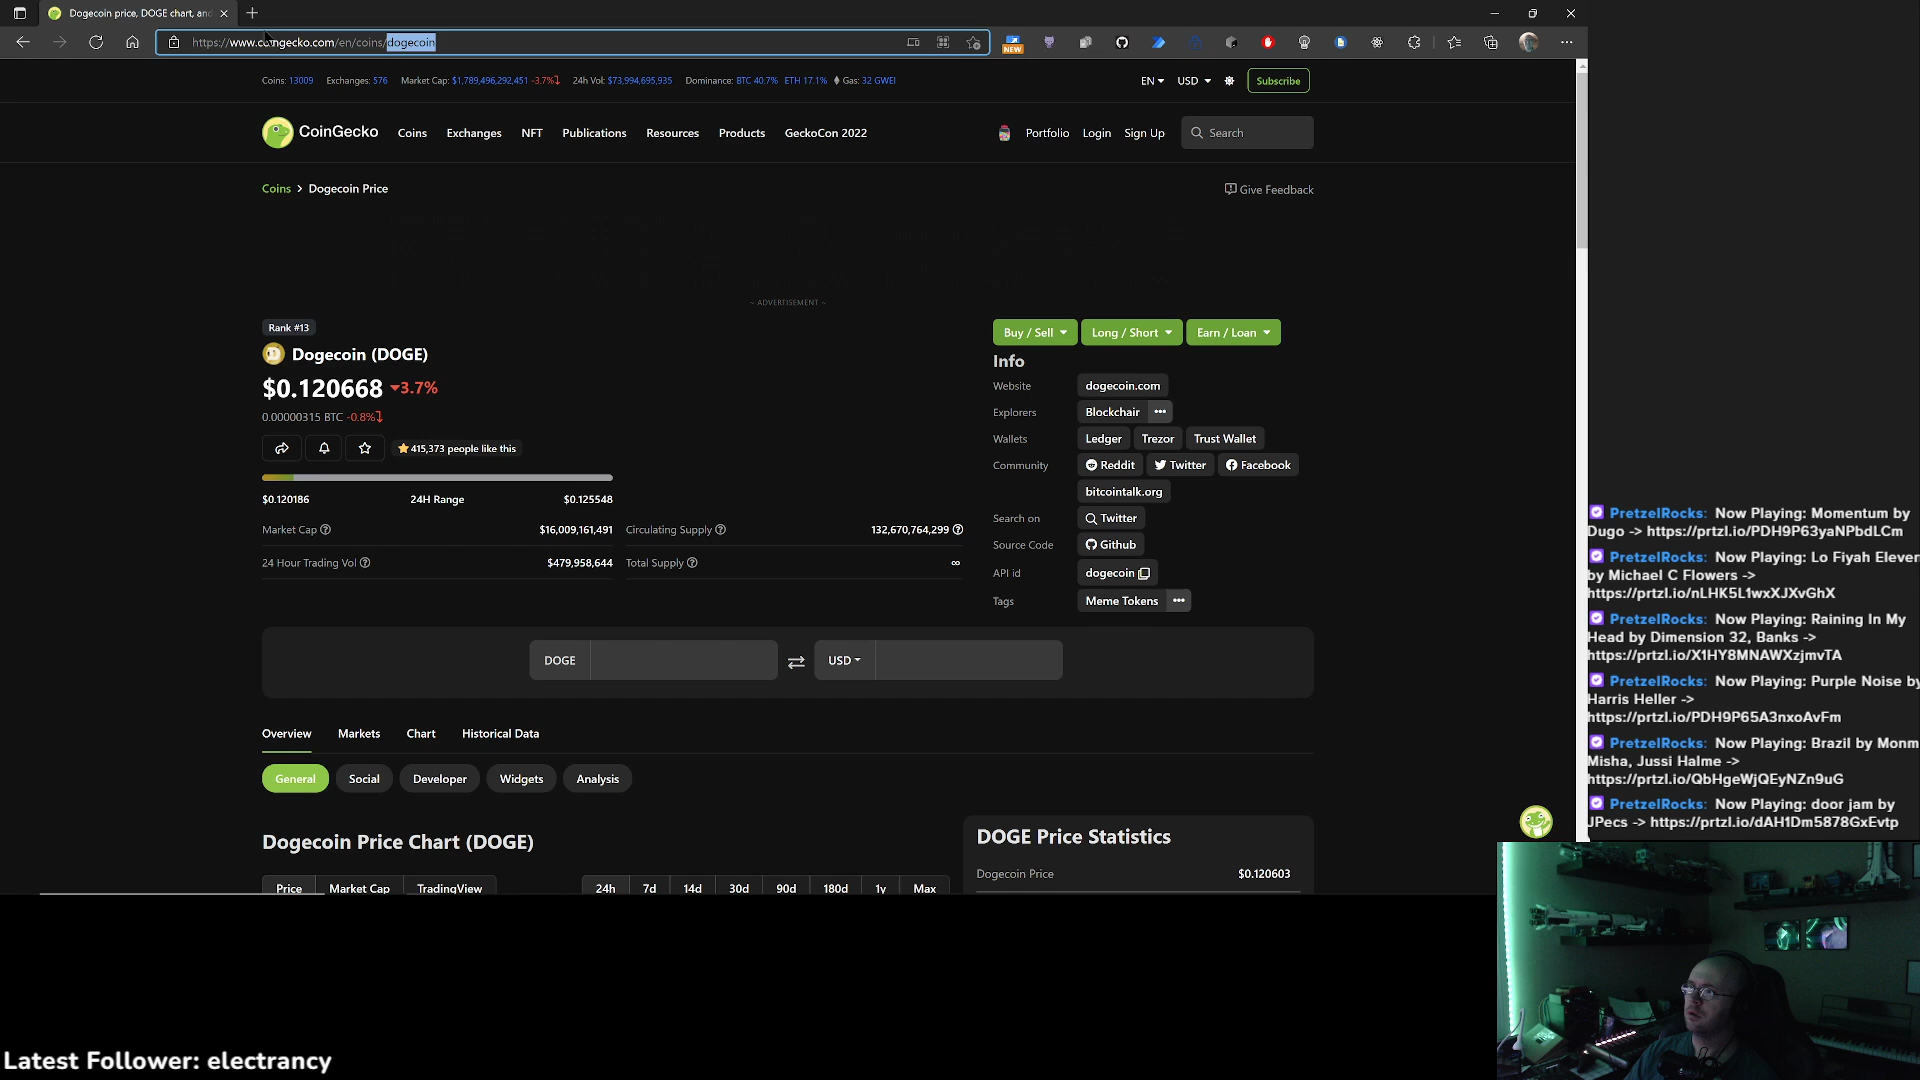 Dogecoin price, DOGE chart, and
https://www.coingecko.com/en/coins/dogecoin
NEW
Coins: 13009 Exchanges: 576 Market Cap: $1,789,496,292,451 -3.7% 24h Vol: $73,994,695,935 Dominance: BTC 40.7% ETH 17.1% Gas: 32 GWEI
EN USD Subscribe
CoinGecko Coins Exchanges NFT Publications Resources Products GeckoCon 2022 Portfolio Login Sign Up Search
Coins > Dogecoin Price
Give Feedback
~ ADVERTISEMENT ~
Rank #13
Dogecoin (DOGE)
$0.120668 3.7%
0.00000315 BTC -0.8%
415,373 people like this
$0.120186 24H Range $0.125548
Market Cap $16,009,161,491 Circulating Supply 132,670,764,299
24 Hour Trading Vol $479,958,644 Total Supply ∞
Buy / Sell Long / Short Earn / Loan
Info
Website dogecoin.com
Explorers Blockchair •••
Wallets Ledger Trezor Trust Wallet
Community Reddit Twitter Facebook
bitcointalk.org
Search on Twitter
Source Code Github
API id dogecoin
Tags Meme Tokens •••
DOGE USD
Overview Markets Chart Historical Data
General Social Developer Widgets Analysis
Dogecoin Price Chart (DOGE)
Price Market Cap TradingView 24h 7d 14d 30d 90d 180d 1y Max
DOGE Price Statistics
Dogecoin Price $0.120603
PretzelRocks: Now Playing: Momentum by
Dugo -> https://prtzl.io/PDH9P63yaNPbdLCm
PretzelRocks: Now Playing: Lo Fiyah Eleven
by Michael C Flowers ->
https://prtzl.io/nLHK5L1wxXJXvGhX
PretzelRocks: Now Playing: Raining In My
Head by Dimension 32, Banks ->
https://prtzl.io/X1HY8MNAWXzjmvTA
PretzelRocks: Now Playing: Purple Noise by
Harris Heller ->
https://prtzl.io/PDH9P65A3nxoAvFm
PretzelRocks: Now Playing: Brazil by Monm
Misha, Jussi Halme ->
https://prtzl.io/QbHgeWjQEyNZn9uG
PretzelRocks: Now Playing: door jam by
JPecs -> https://prtzl.io/dAH1Dm5878GxEvtp
Latest Follower: electrancy